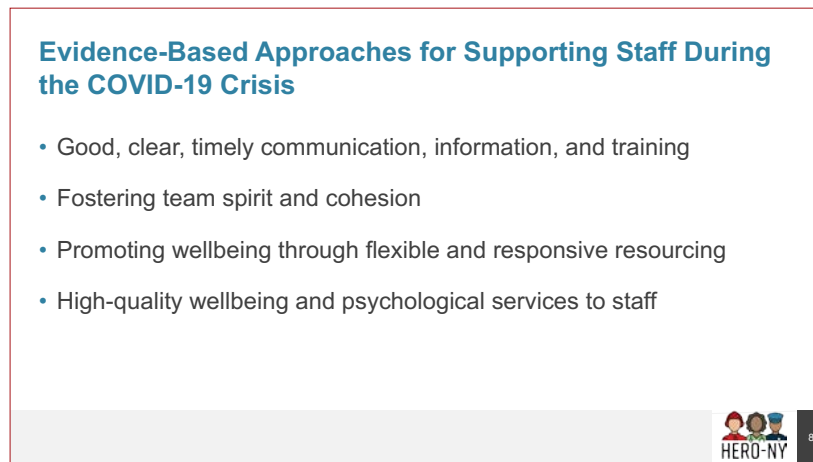 Evidence-Based Approaches for Supporting Staff During
the COVID-19 Crisis
• Good, clear, timely communication, information, and training
• Fostering team spirit and cohesion
• Promoting wellbeing through flexible and responsive resourcing
• High-quality wellbeing and psychological services to staff
HERO-NY
8